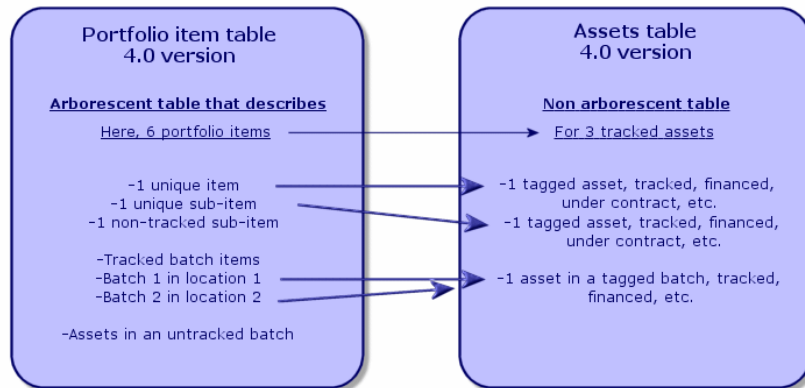 Portfolio item table
4.0 version
Arborescent table that describes
Here, 6 portfolio items
-1 unique item
-1 unique sub-item
-1 non-tracked sub-item
-Tracked batch items
-Batch 1 in location 1
-Batch 2 in location 2
-Assets in an untracked batch
Assets table
4.0 version
Non arborescent table
For 3 tracked assets
-1 tagged asset, tracked, financed,
under contract, etc.
-1 tagged asset, tracked, financed,
under contract, etc.
-1 asset in a tagged batch, tracked,
financed, etc.